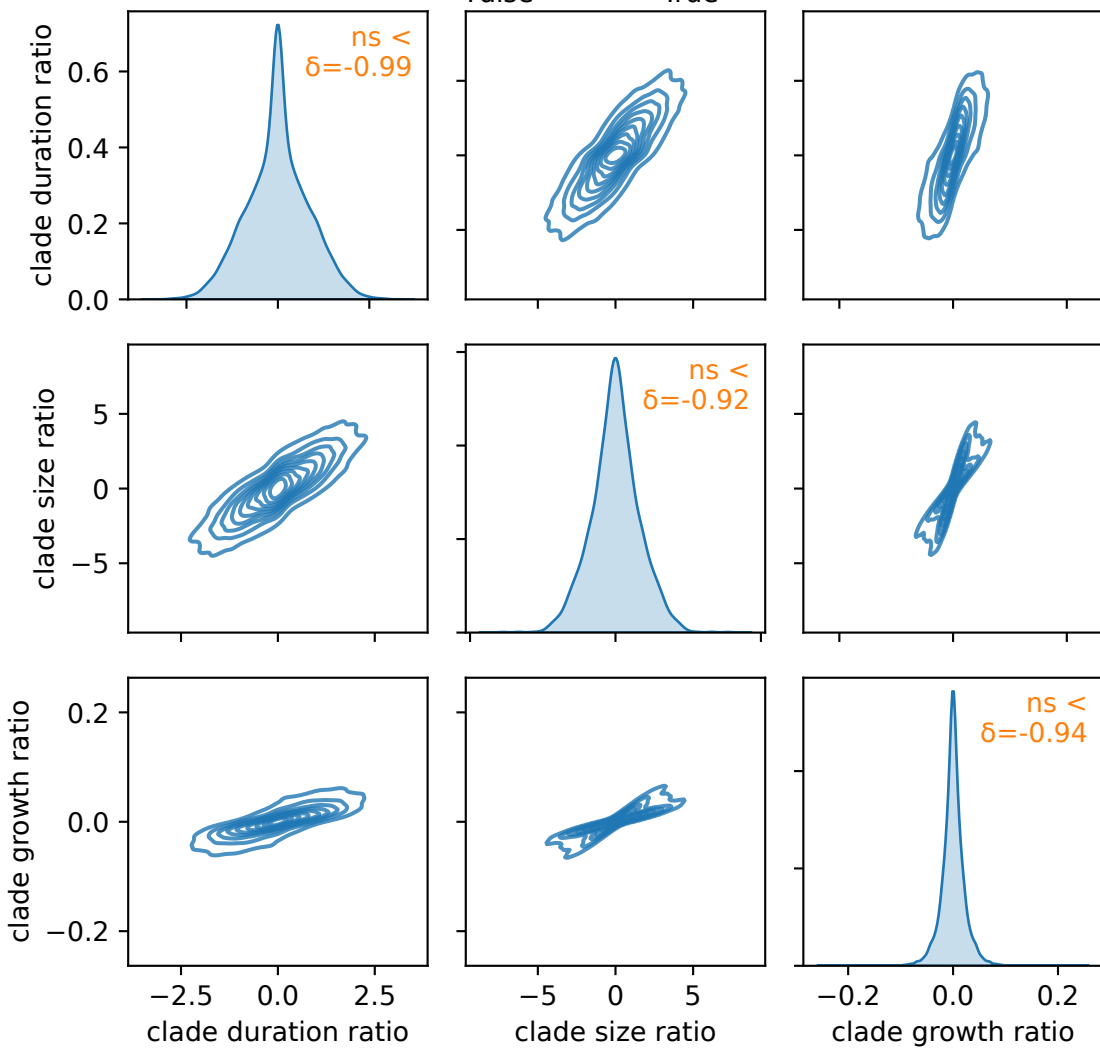 True
clade duration ratio
0.6
0.4
0.2
0.0
ns <
δ=-0.99
clade size ratio
5
0
−5
ns <
δ=-0.92
clade growth ratio
0.2
0.0
−0.2
ns <
δ=-0.94
−2.5 0.0 2.5
−5 0 5
−0.2 0.0 0.2
clade duration ratio
clade size ratio
clade growth ratio